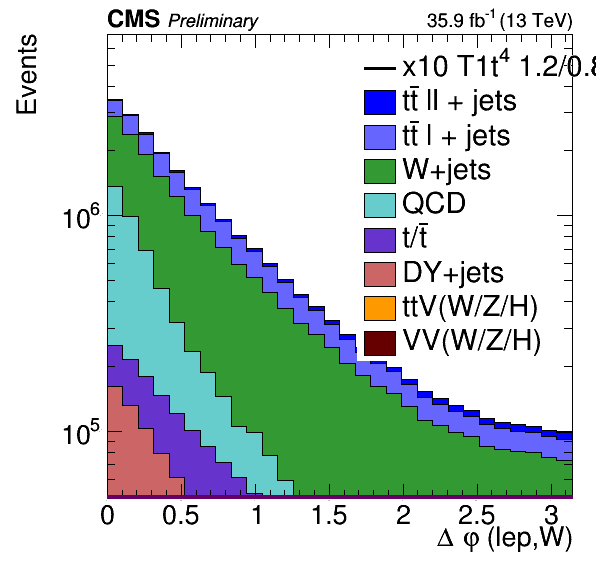 CMS Preliminary 35.9 fb⁻¹ (13 TeV)
Events
x10 T1t⁴ 1.2/0.8
tt̄ ll + jets
tt̄ l + jets
W+jets
QCD
t/t̄
DY+jets
ttV(W/Z/H)
VV(W/Z/H)
10⁶
10⁵
0 0.5 1 1.5 2 2.5 3
Δ φ (lep,W)